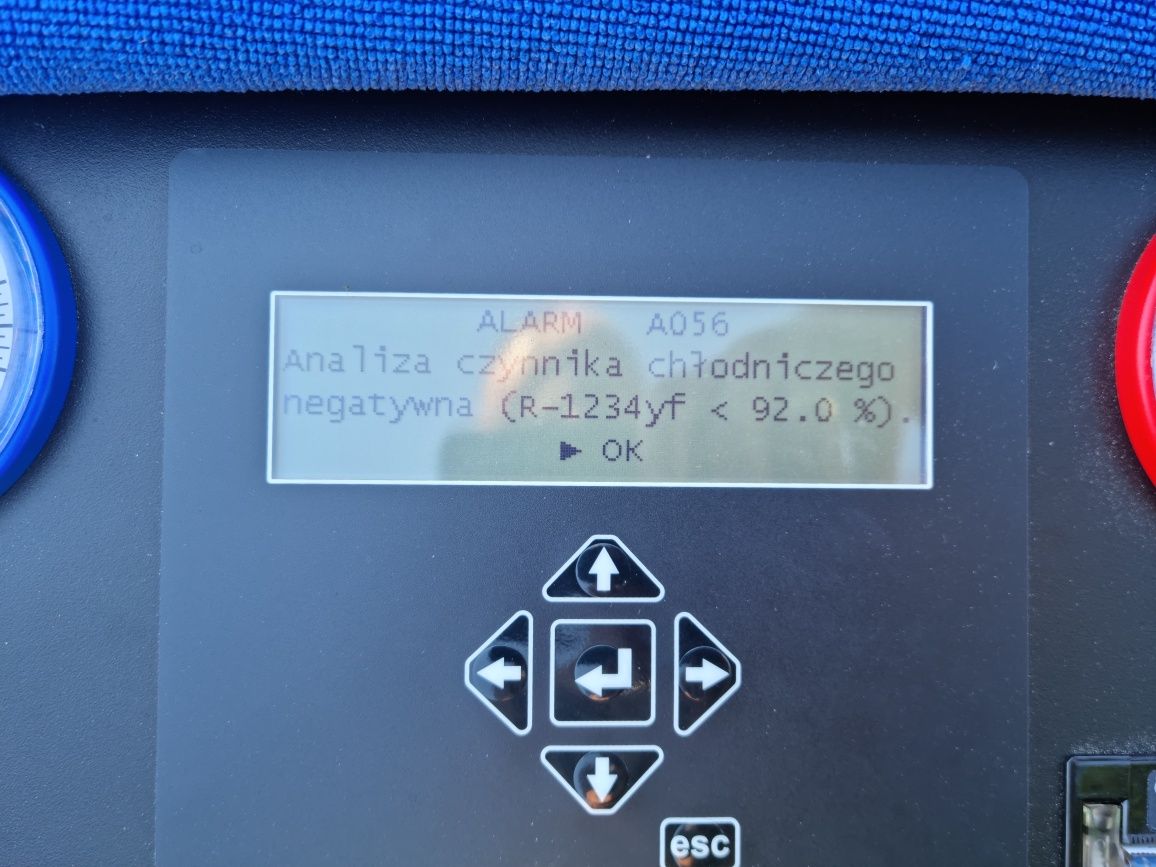 ALARM A056
Analiza czynnika chłodniczego
negatywna (R-1234yf < 92.0 %).
► OK
esc